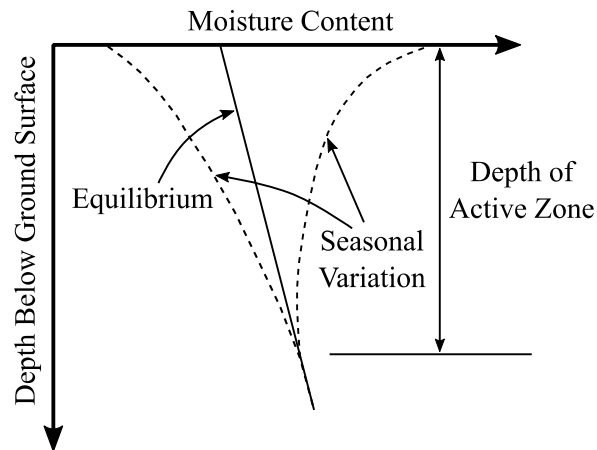 Moisture Content
Depth Below Ground Surface
Equilibrium
Seasonal
Variation
Depth of
Active Zone